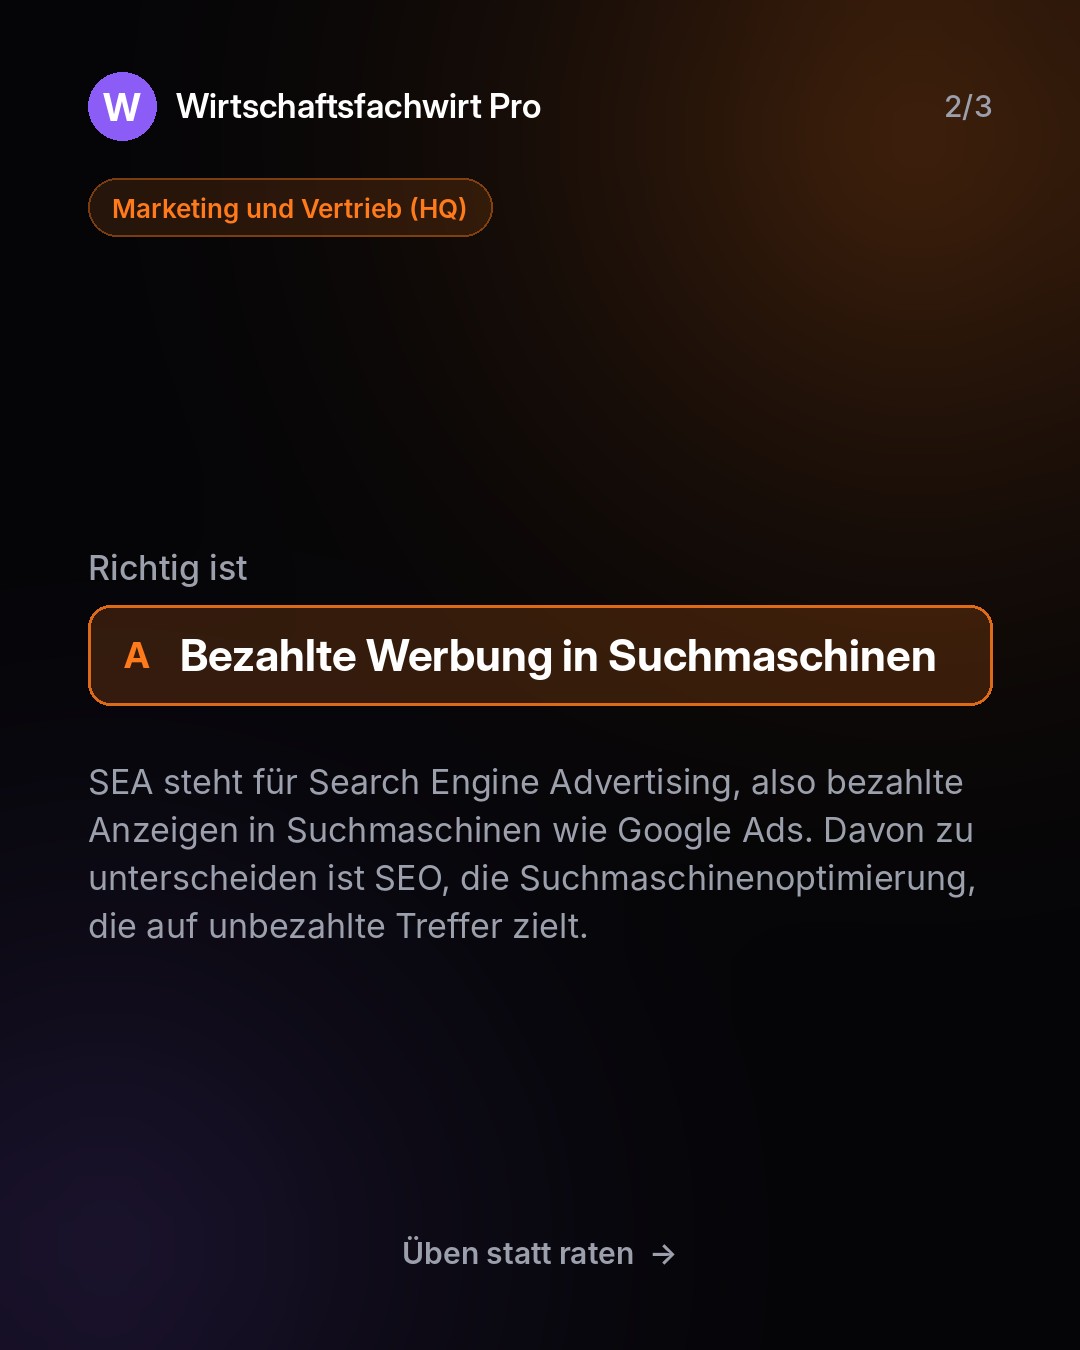 W Wirtschaftsfachwirt Pro 2/3
Marketing und Vertrieb (HQ)
Richtig ist
A Bezahlte Werbung in Suchmaschinen
SEA steht für Search Engine Advertising, also bezahlte
Anzeigen in Suchmaschinen wie Google Ads. Davon zu
unterscheiden ist SEO, die Suchmaschinenoptimierung,
die auf unbezahlte Treffer zielt.
Üben statt raten →